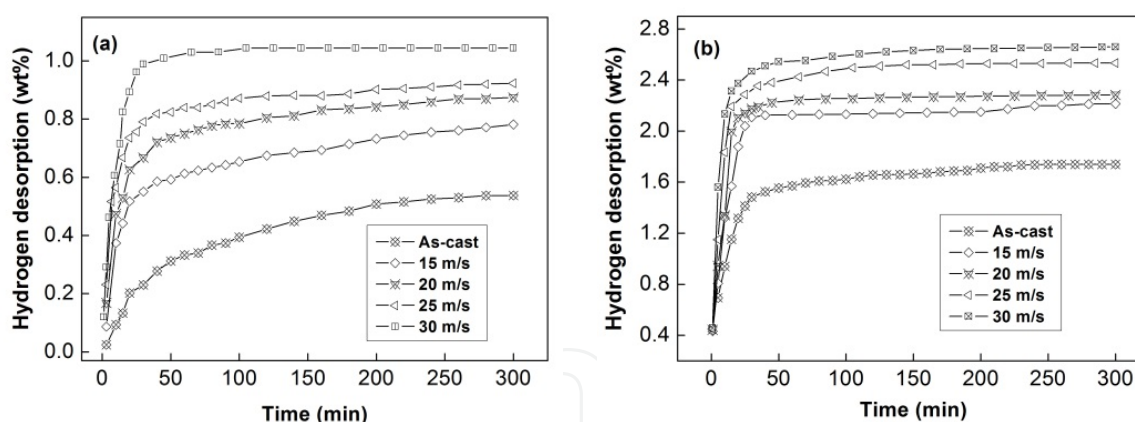 (a)
Hydrogen desorption (wt%)
1.0
0.8
0.6
0.4
0.2
0.0
As-cast
15 m/s
20 m/s
25 m/s
30 m/s
0 50 100 150 200 250 300
Time (min)
(b)
Hydrogen desorption (wt%)
2.8
2.4
2.0
1.6
1.2
0.8
0.4
As-cast
15 m/s
20 m/s
25 m/s
30 m/s
0 50 100 150 200 250 300
Time (min)